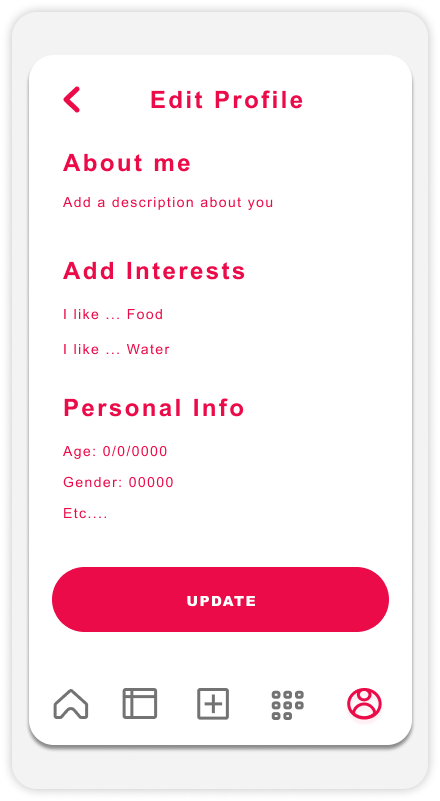 Edit Profile
About me
Add a description about you
Add Interests
I like ... Food
I like ... Water
Personal Info
Age: 0/0/0000
Gender: 00000
Etc....
UPDATE